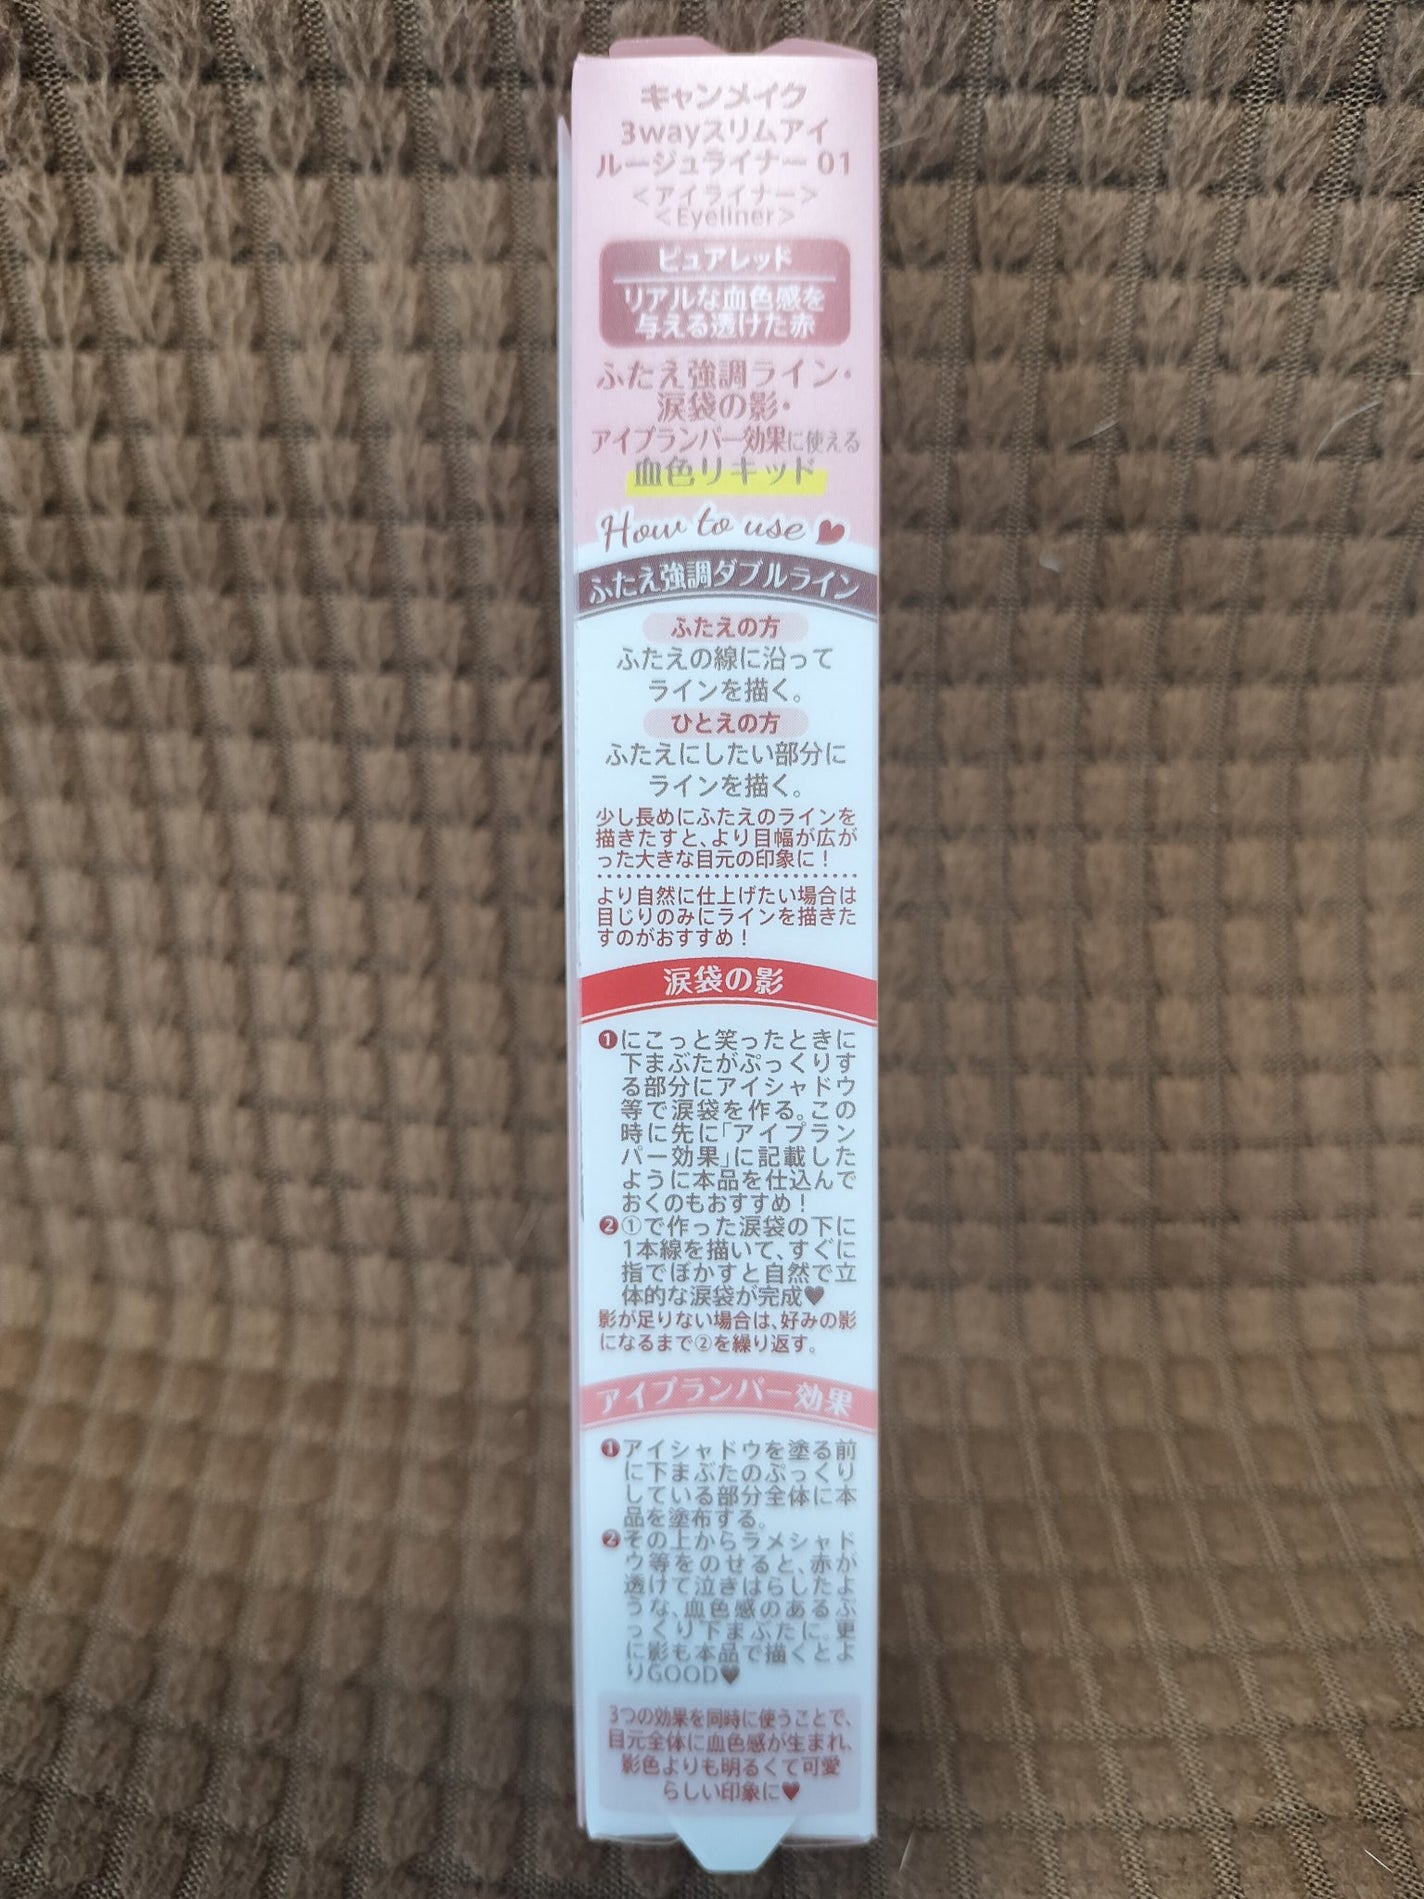 キャンメイク
3wayスリムアイ
ルージュライナー 01
＜アイライナー＞
＜Eyeliner＞
ピュアレッド
リアルな血色感を
与える透けた赤
ふたえ強調ライン・
涙袋の影・
アイプランパー効果に使える
血色リキッド
How to use
ふたえ強調ダブルライン
ふたえの方
ふたえの線に沿って
ラインを描く。
ひとえの方
ふたえにしたい部分に
ラインを描く。
少し長めにふたえのラインを
描きたすと、より目幅が広が
った大きな目元の印象に！
より自然に仕上げたい場合は
目じりのみにラインを描きた
すのがおすすめ！
涙袋の影
❶にこっと笑ったときに
下まぶたがぷっくりす
る部分にアイシャドウ
等で涙袋を作る。この
時に先に「アイプラン
パー効果」に記載した
ように本品を仕込んで
おくのもおすすめ！
❷①で作った涙袋の下に
1本線を描いて、すぐに
指でぼかすと自然で立
体的な涙袋が完成♥
影が足りない場合は、好みの影
になるまで②を繰り返す。
アイプランパー効果
❶アイシャドウを塗る前
に下まぶたのぷっくり
している部分全体に本
品を塗布する。
❷その上からラメシャド
ウ等をのせると、赤が
透けて泣きはらしたよ
うな、血色感のあるぷ
っくり下まぶたに。更
に影も本品で描くとよ
りGOOD♥
3つの効果を同時に使うことで、
目元全体に血色感が生まれ、
影色よりも明るくて可愛
らしい印象に♥